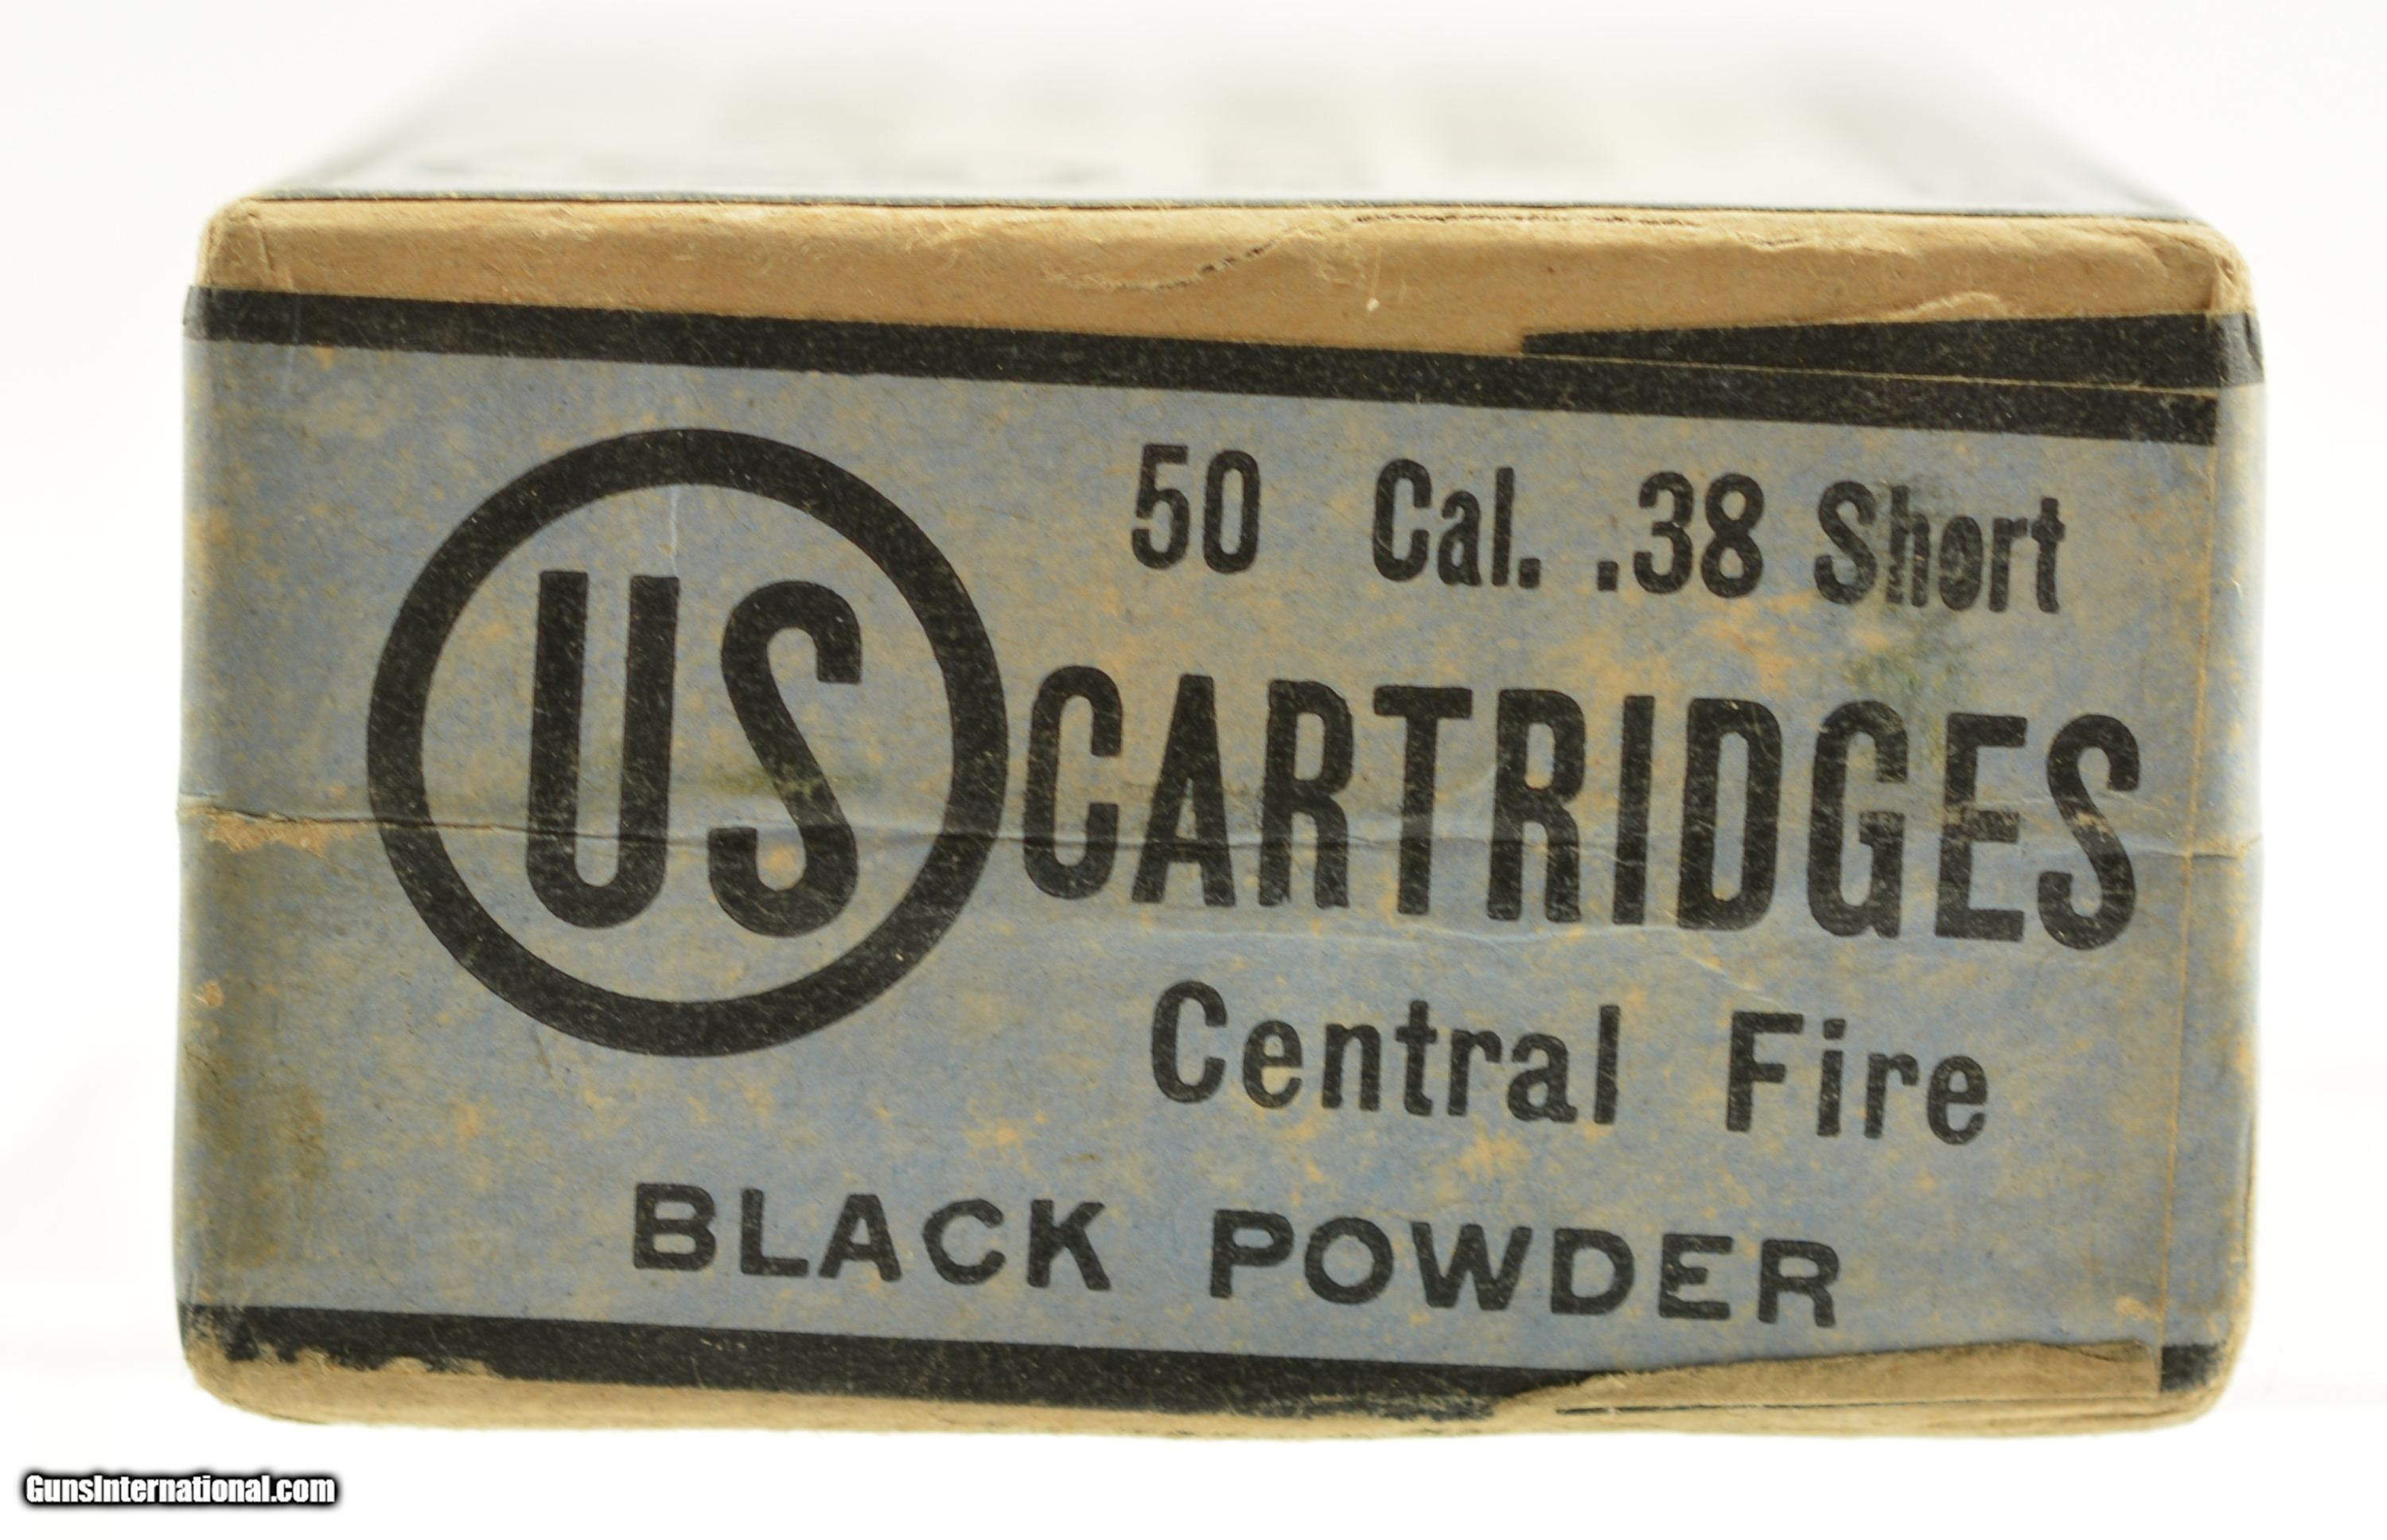 50 Cal. .38 Short
US CARTRIDGES
Central Fire
BLACK POWDER
GunsInternational.com